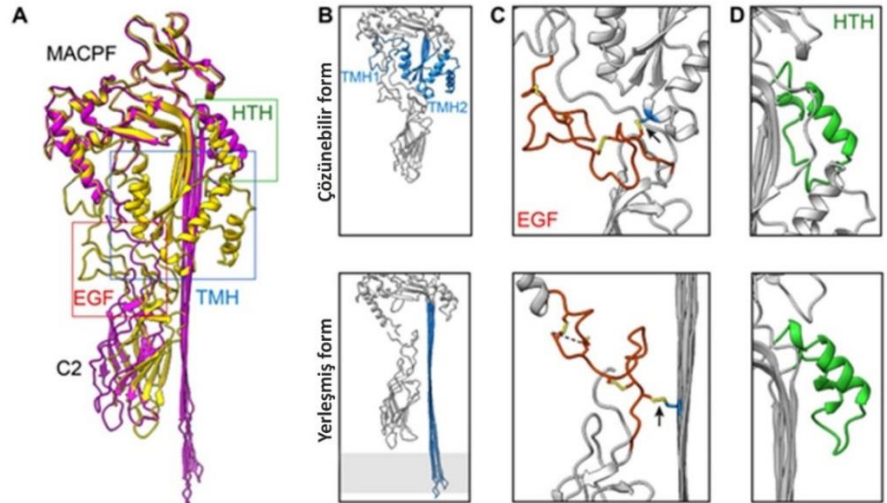 A
MACPF
HTH
EGF
TMH
C2
B
Çözünebilir form
TMH1
TMH2
Yerleşmiş form
C
EGF
D
HTH